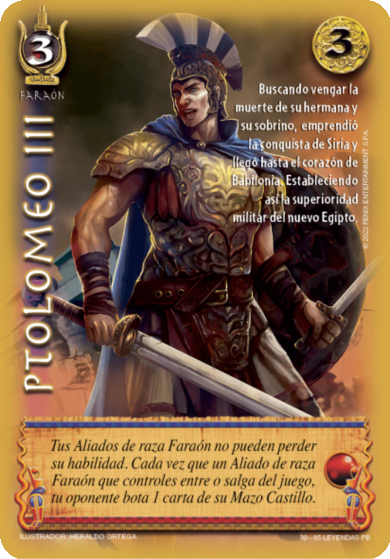 3
3
FARAÓN
Buscando vengar la
muerte de su hermana y
su sobrino, emprendió
la conquista de Siria y
llegó hasta el corazón de
Babilonia. Estableciendo
así la superioridad
militar del nuevo Egipto.
© 2022 FENIX ENTERTAINMENT S.P.A.
PTOLOMEO III
Tus Aliados de raza Faraón no pueden perder
su habilidad. Cada vez que un Aliado de raza
Faraón que controles entre o salga del juego,
tu oponente bota 1 carta de su Mazo Castillo.
ILUSTRADOR: HERALDO ORTEGA
30 - 85 LEYENDAS PB